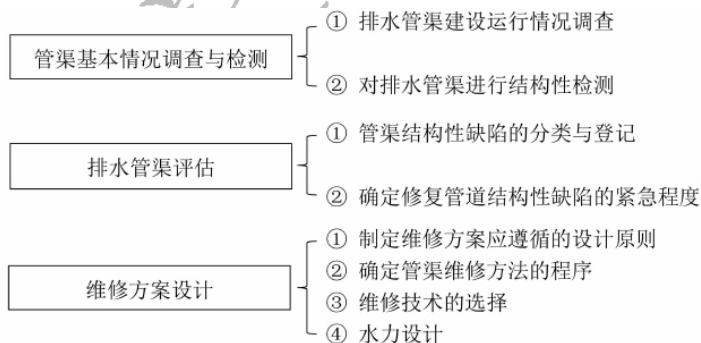 管渠基本情况调查与检测
① 排水管渠建设运行情况调查
② 对排水管渠进行结构性检测
排水管渠评估
① 管渠结构性缺陷的分类与登记
② 确定修复管道结构性缺陷的紧急程度
维修方案设计
① 制定维修方案应遵循的设计原则
② 确定管渠维修方法的程序
③ 维修技术的选择
④ 水力设计